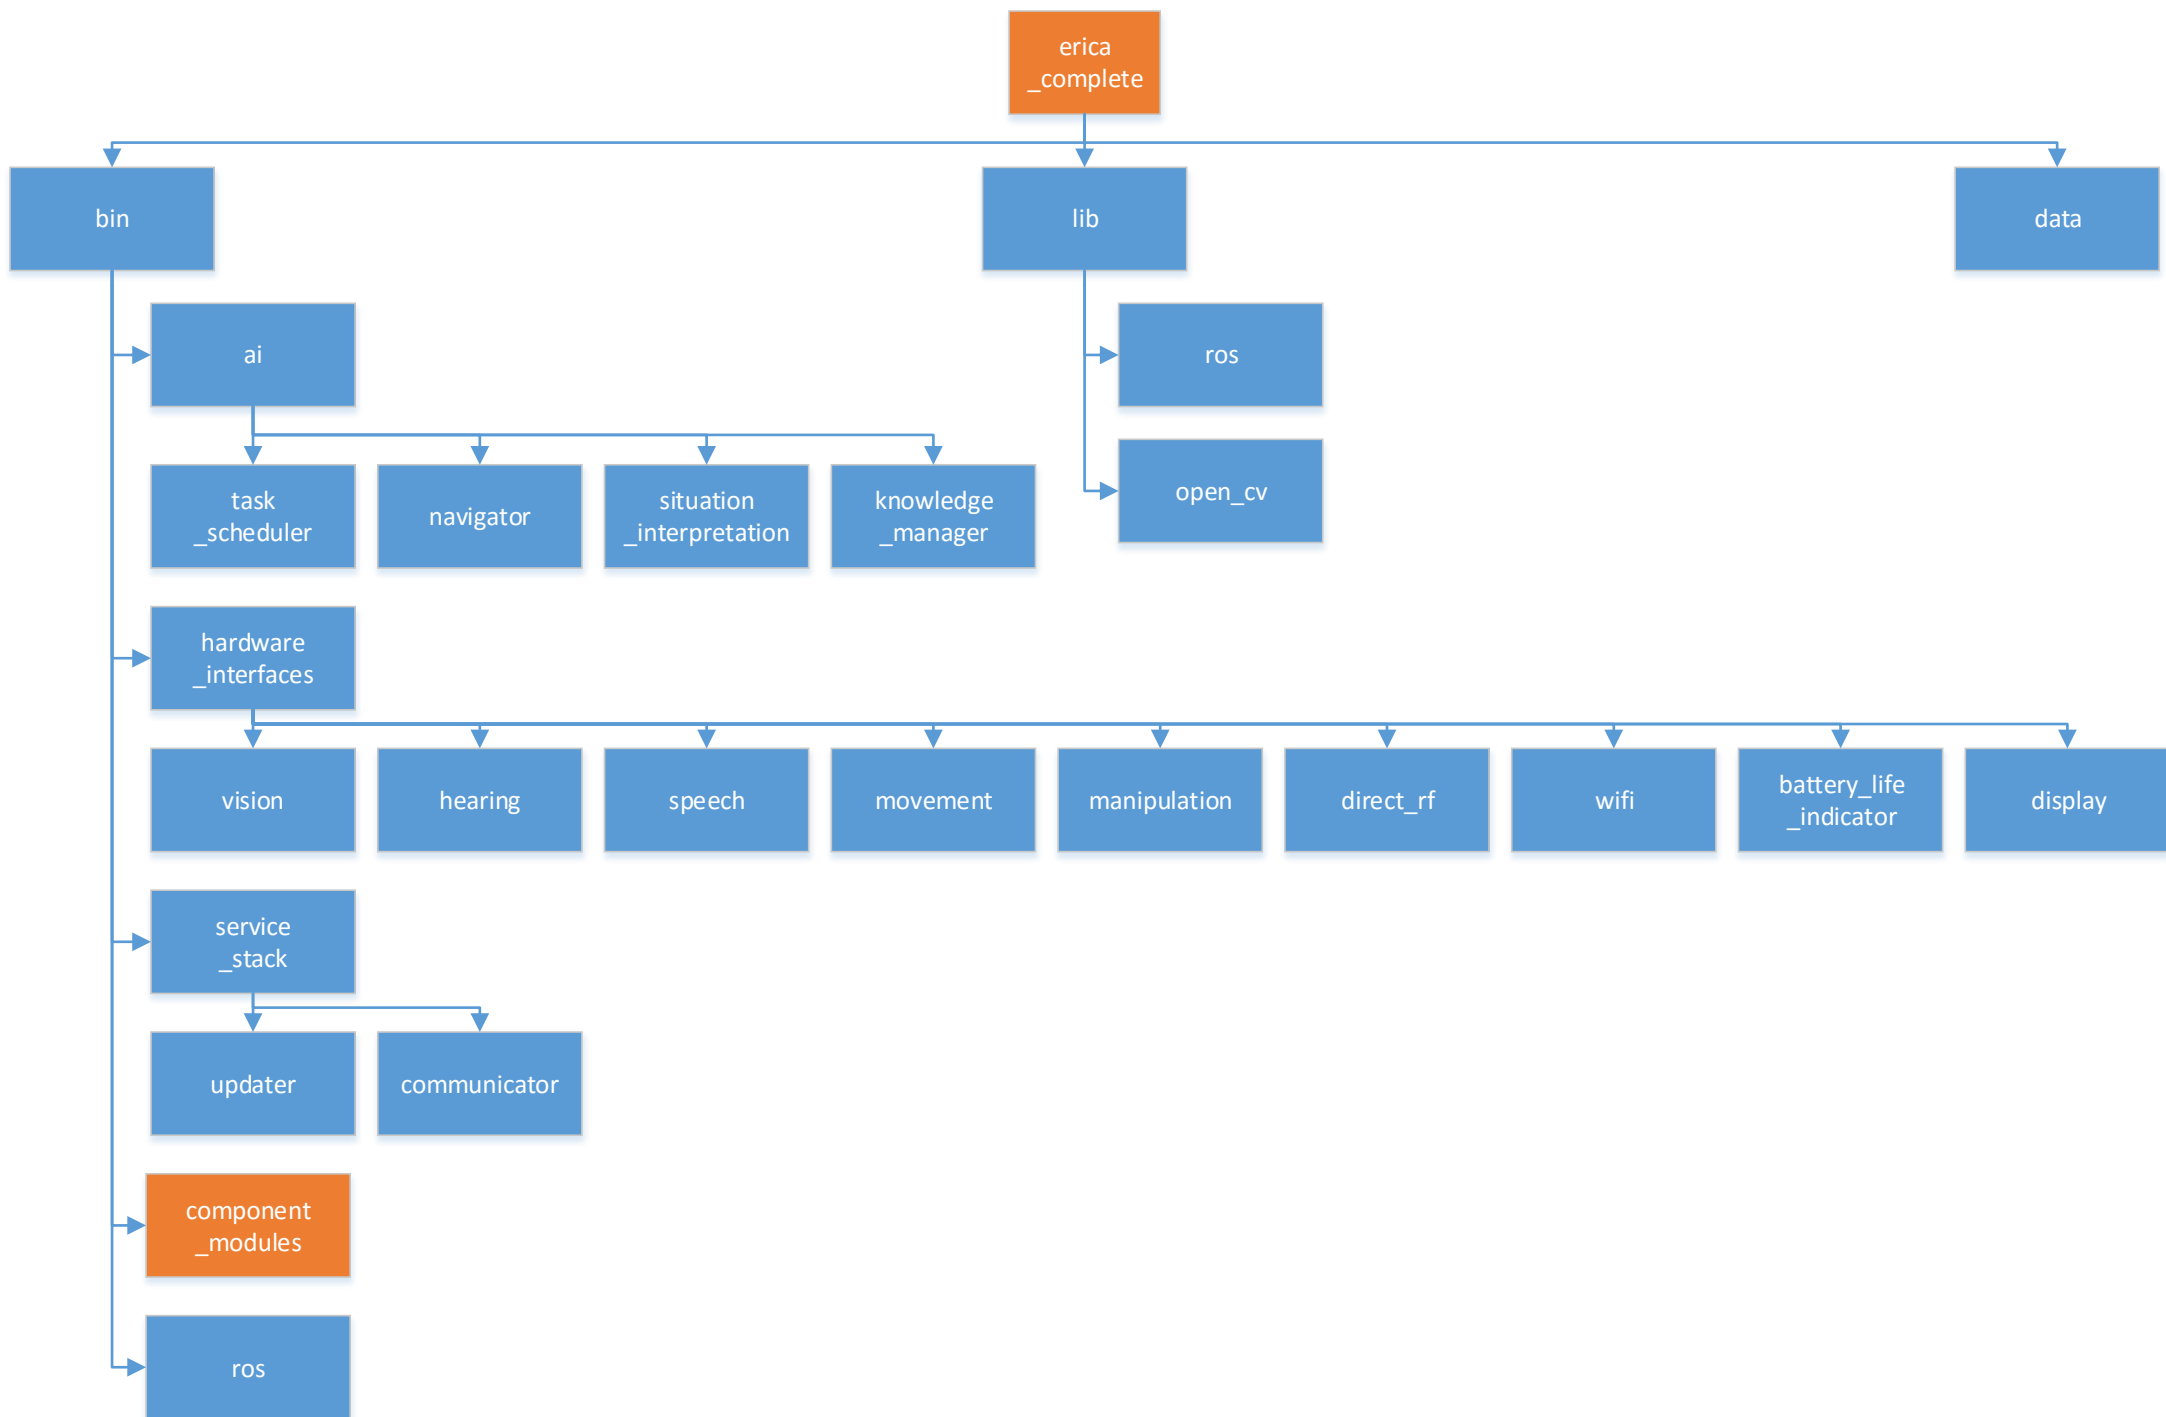 erica
_complete
bin
lib
data
ai
ros
task
_scheduler
navigator
situation
_interpretation
knowledge
_manager
open_cv
hardware
_interfaces
vision
hearing
speech
movement
manipulation
direct_rf
wifi
battery_life
_indicator
display
service
_stack
updater
communicator
component
_modules
ros